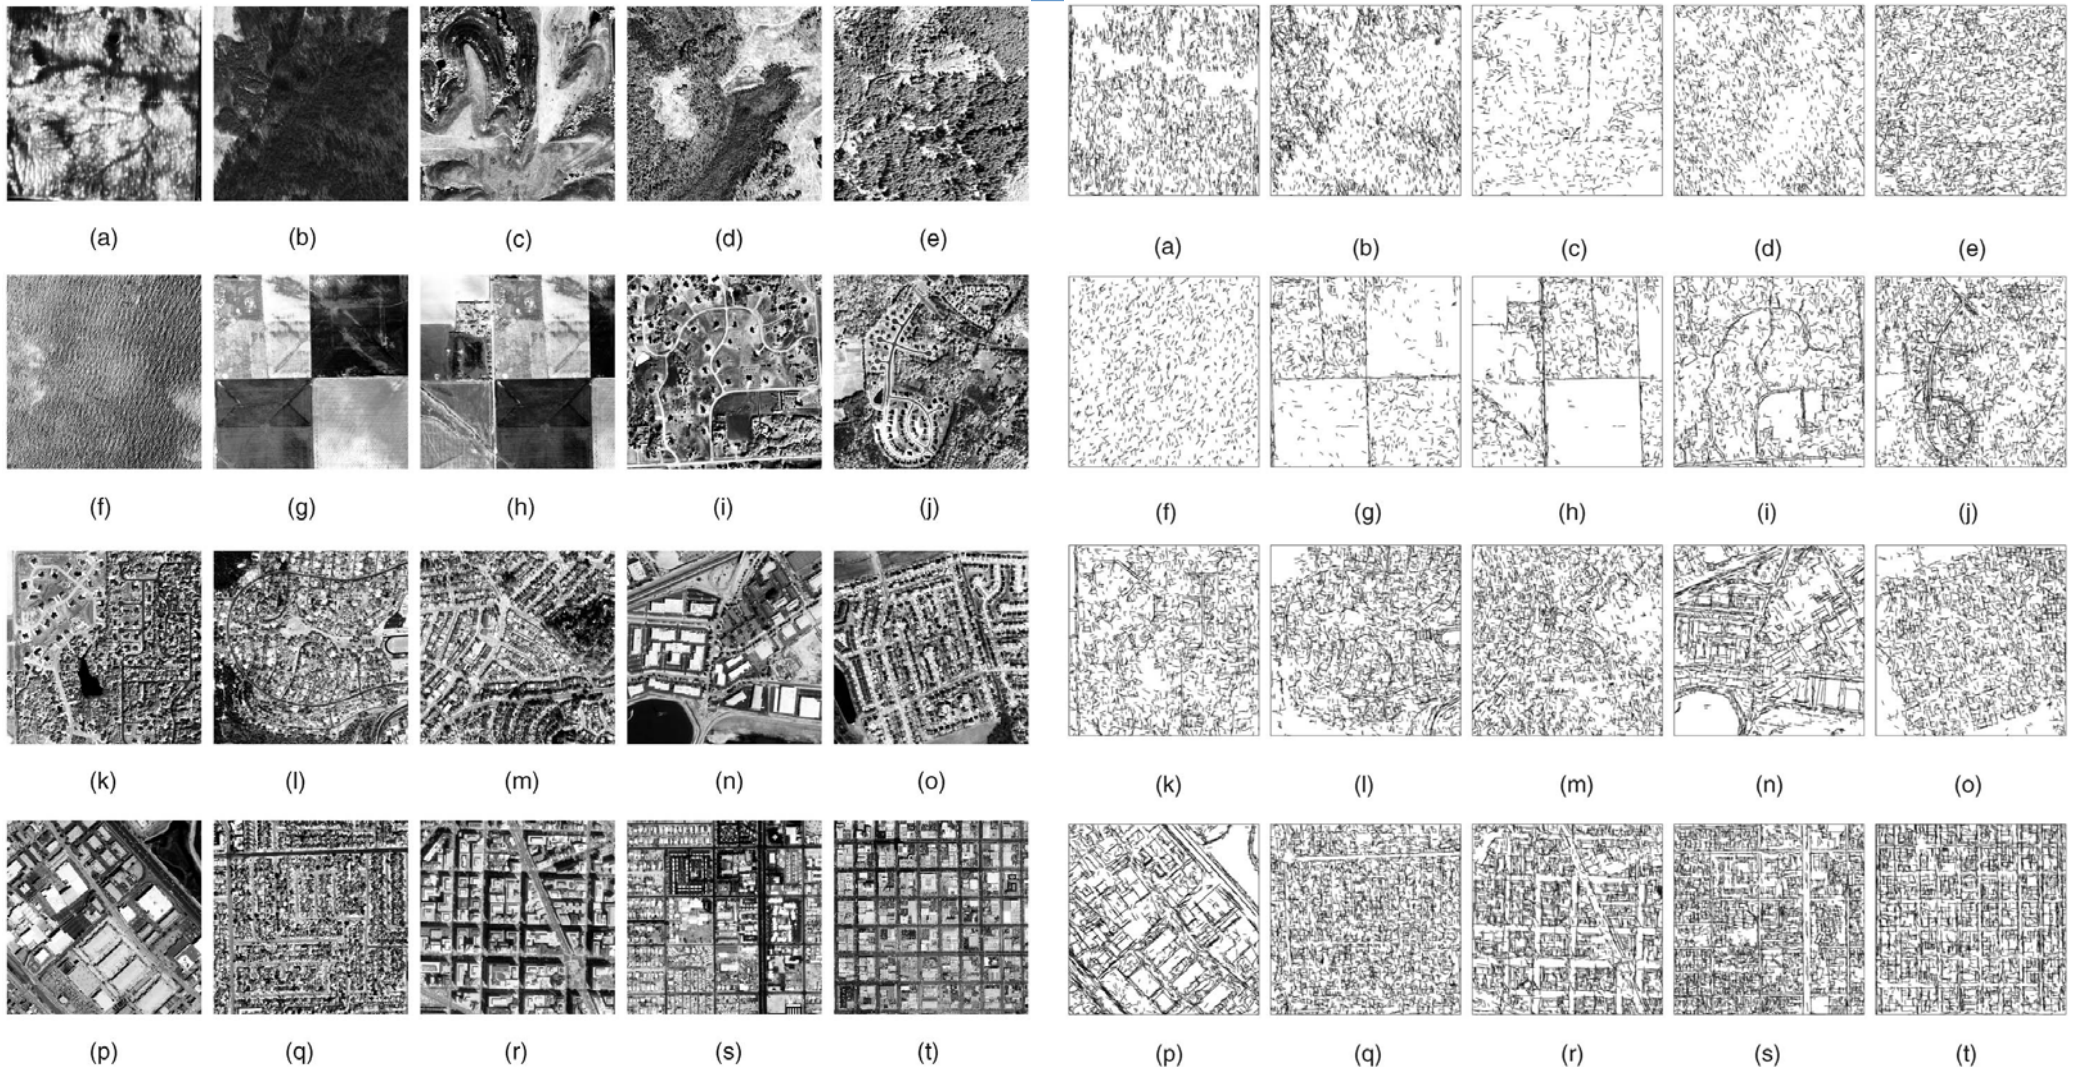 (a) (b) (c) (d) (e) (a) (b) (c) (d) (e)
(f) (g) (h) (i) (j) (f) (g) (h) (i) (j)
(k) (l) (m) (n) (o) (k) (l) (m) (n) (o)
(p) (q) (r) (s) (t) (p) (q) (r) (s) (t)